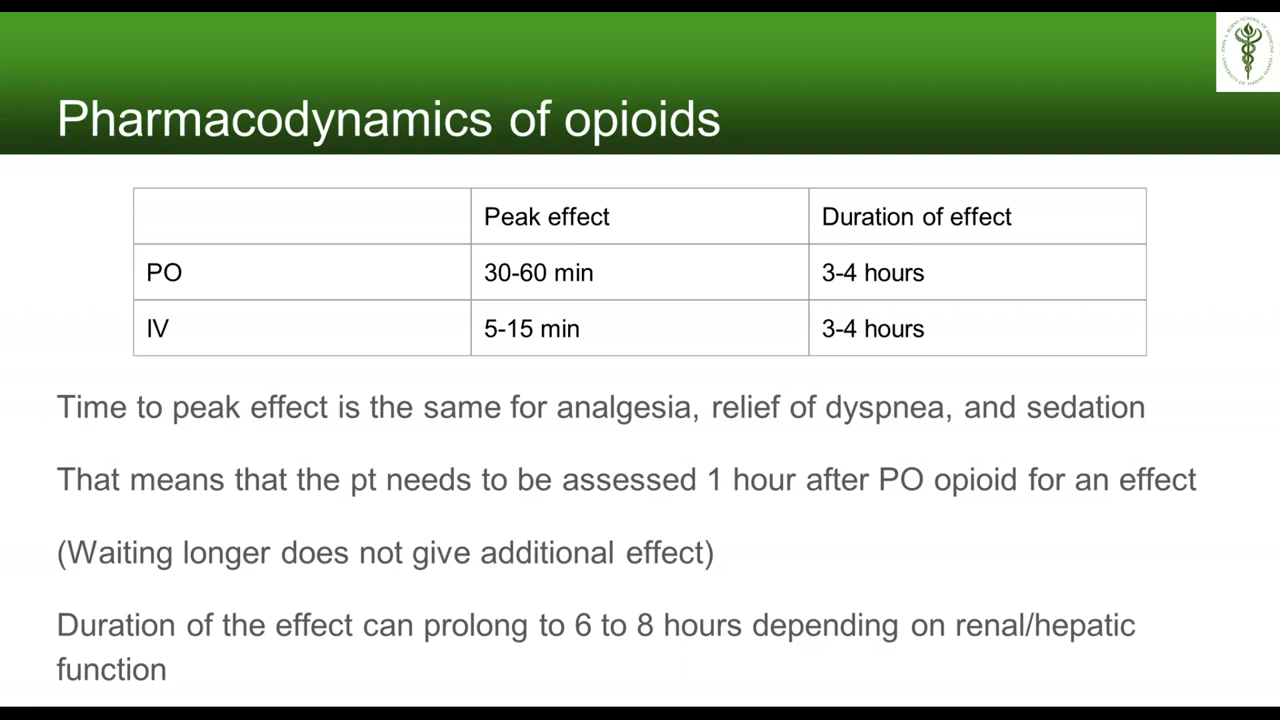 Pharmacodynamics of opioids
Peak effect Duration of effect
PO 30-60 min 3-4 hours
IV 5-15 min 3-4 hours
Time to peak effect is the same for analgesia, relief of dyspnea, and sedation
That means that the pt needs to be assessed 1 hour after PO opioid for an effect
(Waiting longer does not give additional effect)
Duration of the effect can prolong to 6 to 8 hours depending on renal/hepatic
function